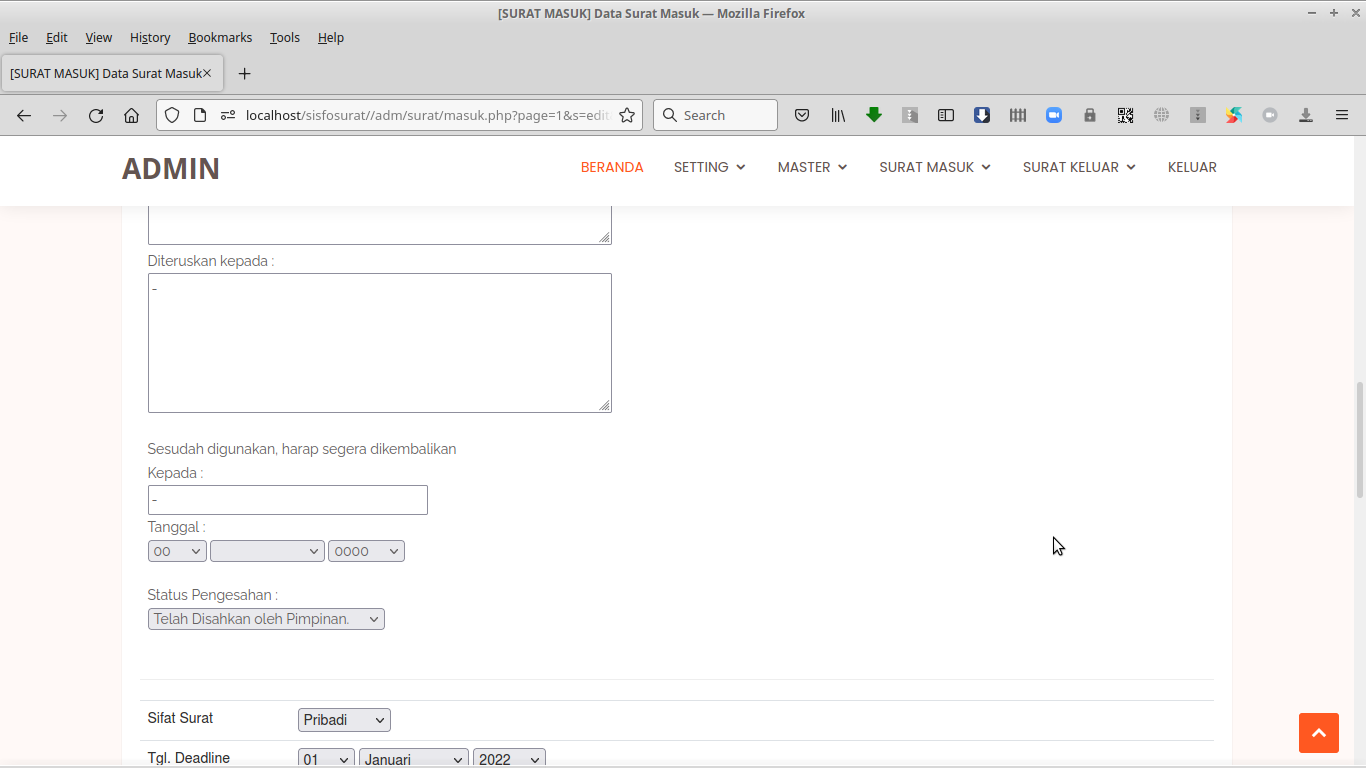 [SURAT MASUK] Data Surat Masuk — Mozilla Firefox
File Edit View History Bookmarks Tools Help
[SURAT MASUK] Data Surat Masuk
localhost/sisfosurat//adm/surat/masuk.php?page=1&s=edit
Search
ADMIN
BERANDA SETTING MASTER SURAT MASUK SURAT KELUAR KELUAR
Diteruskan kepada :
-
Sesudah digunakan, harap segera dikembalikan
Kepada :
-
Tanggal :
00 0000
Status Pengesahan :
Telah Disahkan oleh Pimpinan.
Sifat Surat Pribadi
Tgl. Deadline 01 Januari 2022